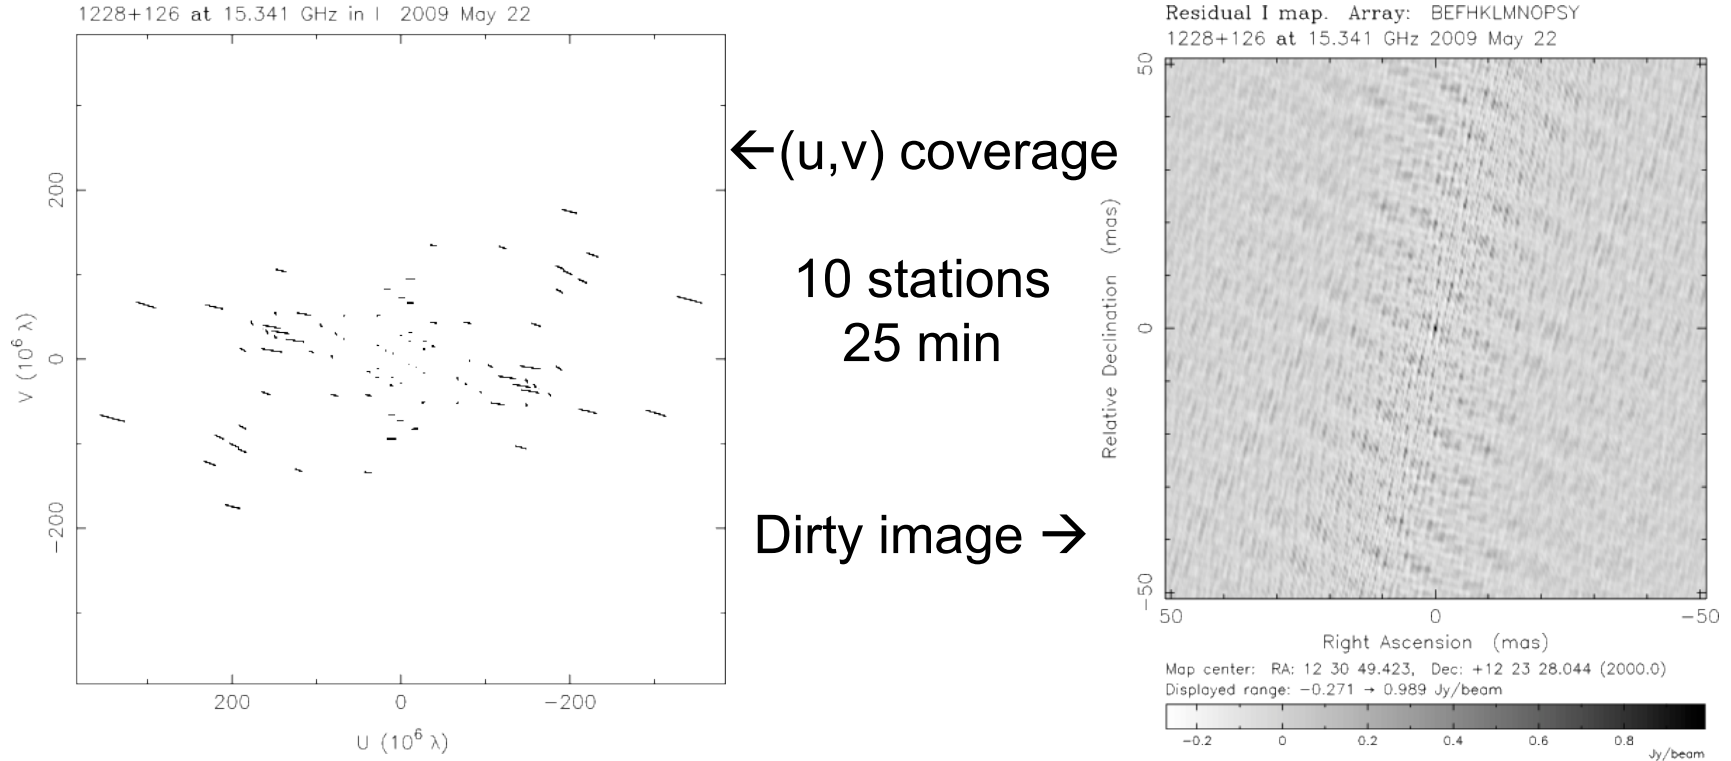 1228+126 at 15.341 GHz in I 2009 May 22
200
0
−200
V (10⁶ λ)
200
0
−200
U (10⁶ λ)
←(u,v) coverage
10 stations
25 min
Dirty image →
Residual I map. Array: BEFHKLMNOPSY
1228+126 at 15.341 GHz 2009 May 22
50
0
−50
Relative Declination (mas)
50
0
−50
Right Ascension (mas)
Map center: RA: 12 30 49.423, Dec: +12 23 28.044 (2000.0)
Displayed range: −0.271 → 0.989 Jy/beam
−0.2
0
0.2
0.4
0.6
0.8
Jy/beam